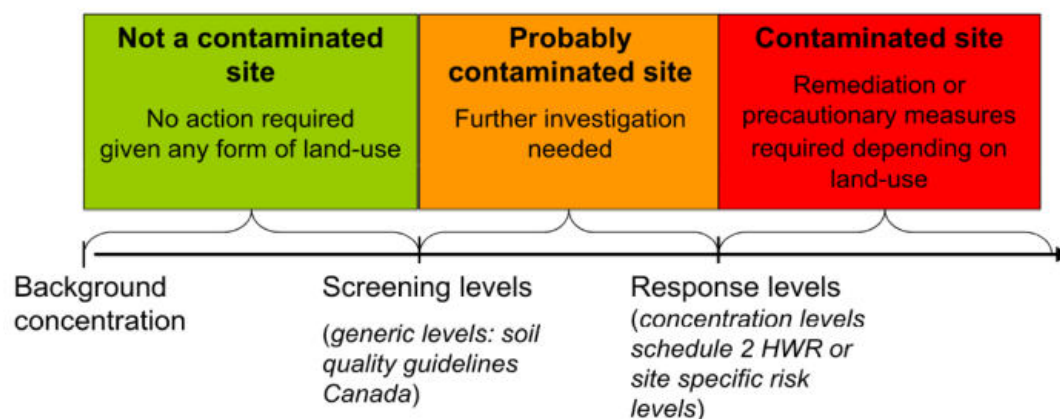 Not a contaminated
site
No action required
given any form of land-use
Probably
contaminated site
Further investigation
needed
Contaminated site
Remediation or
precautionary measures
required depending on
land-use
Background
concentration
Screening levels
(generic levels: soil
quality guidelines
Canada)
Response levels
(concentration levels
schedule 2 HWR or
site specific risk
levels)